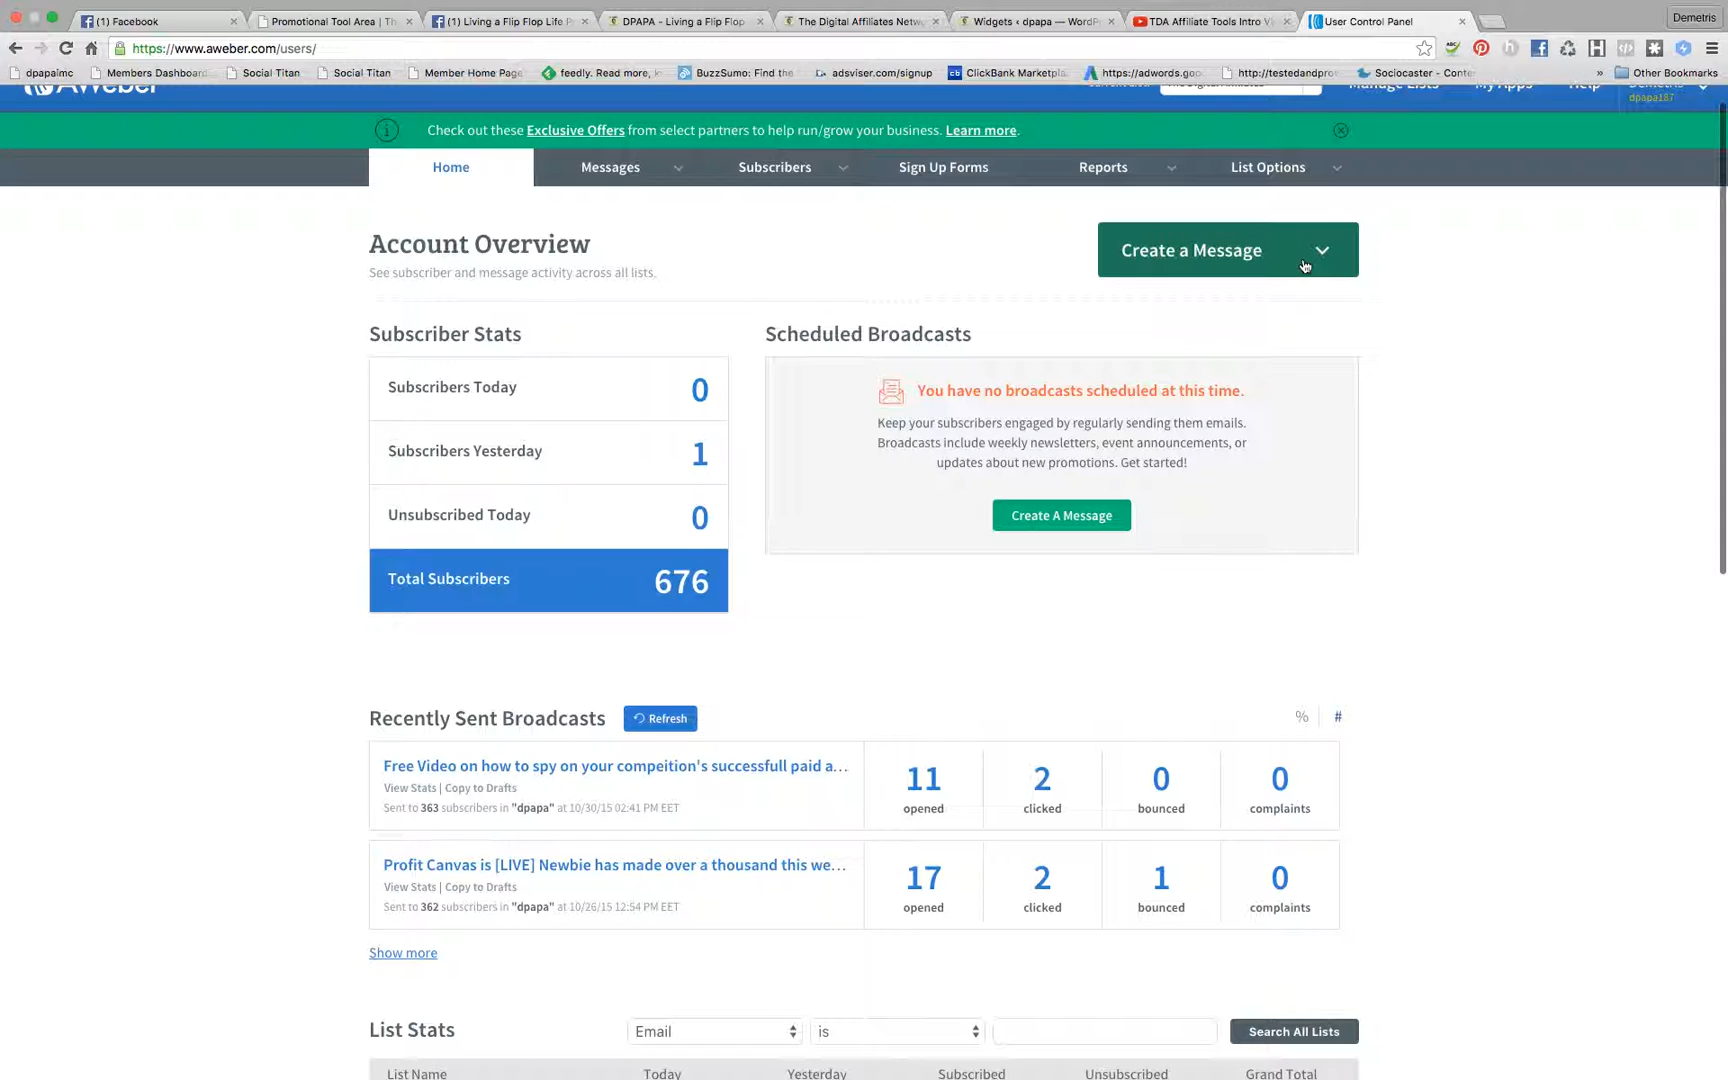 (1) Facebook
Promotional Tool Area | Th
(1) Living a Flip Flop Life P
DPAPA - Living a Flip Flop
The Digital Affiliates Netw
Widgets ‹ dpapa — WordPr
TDA Affiliate Tools Intro Vi
User Control Panel
Demetris
https://www.aweber.com/users/
dpapaimc
Members Dashboard
Social Titan
Social Titan
Member Home Page
feedly. Read more, k
BuzzSumo: Find the
adsviser.com/signup
ClickBank Marketpla
https://adwords.goo
http://testedandpro
Sociocaster - Conte
» Other Bookmarks
AWeber
Manage Lists
My Apps
Help
dpapa187
Check out these Exclusive Offers from select partners to help run/grow your business. Learn more.
Home
Messages
Subscribers
Sign Up Forms
Reports
List Options
Account Overview
See subscriber and message activity across all lists.
Create a Message
Subscriber Stats
Subscribers Today 0
Subscribers Yesterday 1
Unsubscribed Today 0
Total Subscribers 676
Scheduled Broadcasts
You have no broadcasts scheduled at this time.
Keep your subscribers engaged by regularly sending them emails.
Broadcasts include weekly newsletters, event announcements, or
updates about new promotions. Get started!
Create A Message
Recently Sent Broadcasts
Refresh
% | #
Free Video on how to spy on your compeition's successfull paid a...
View Stats | Copy to Drafts
Sent to 363 subscribers in "dpapa" at 10/30/15 02:41 PM EET
11 opened
2 clicked
0 bounced
0 complaints
Profit Canvas is [LIVE] Newbie has made over a thousand this we...
View Stats | Copy to Drafts
Sent to 362 subscribers in "dpapa" at 10/26/15 12:54 PM EET
17 opened
2 clicked
1 bounced
0 complaints
Show more
List Stats
Email
is
Search All Lists
List Name
Today
Yesterday
Subscribed
Unsubscribed
Grand Total